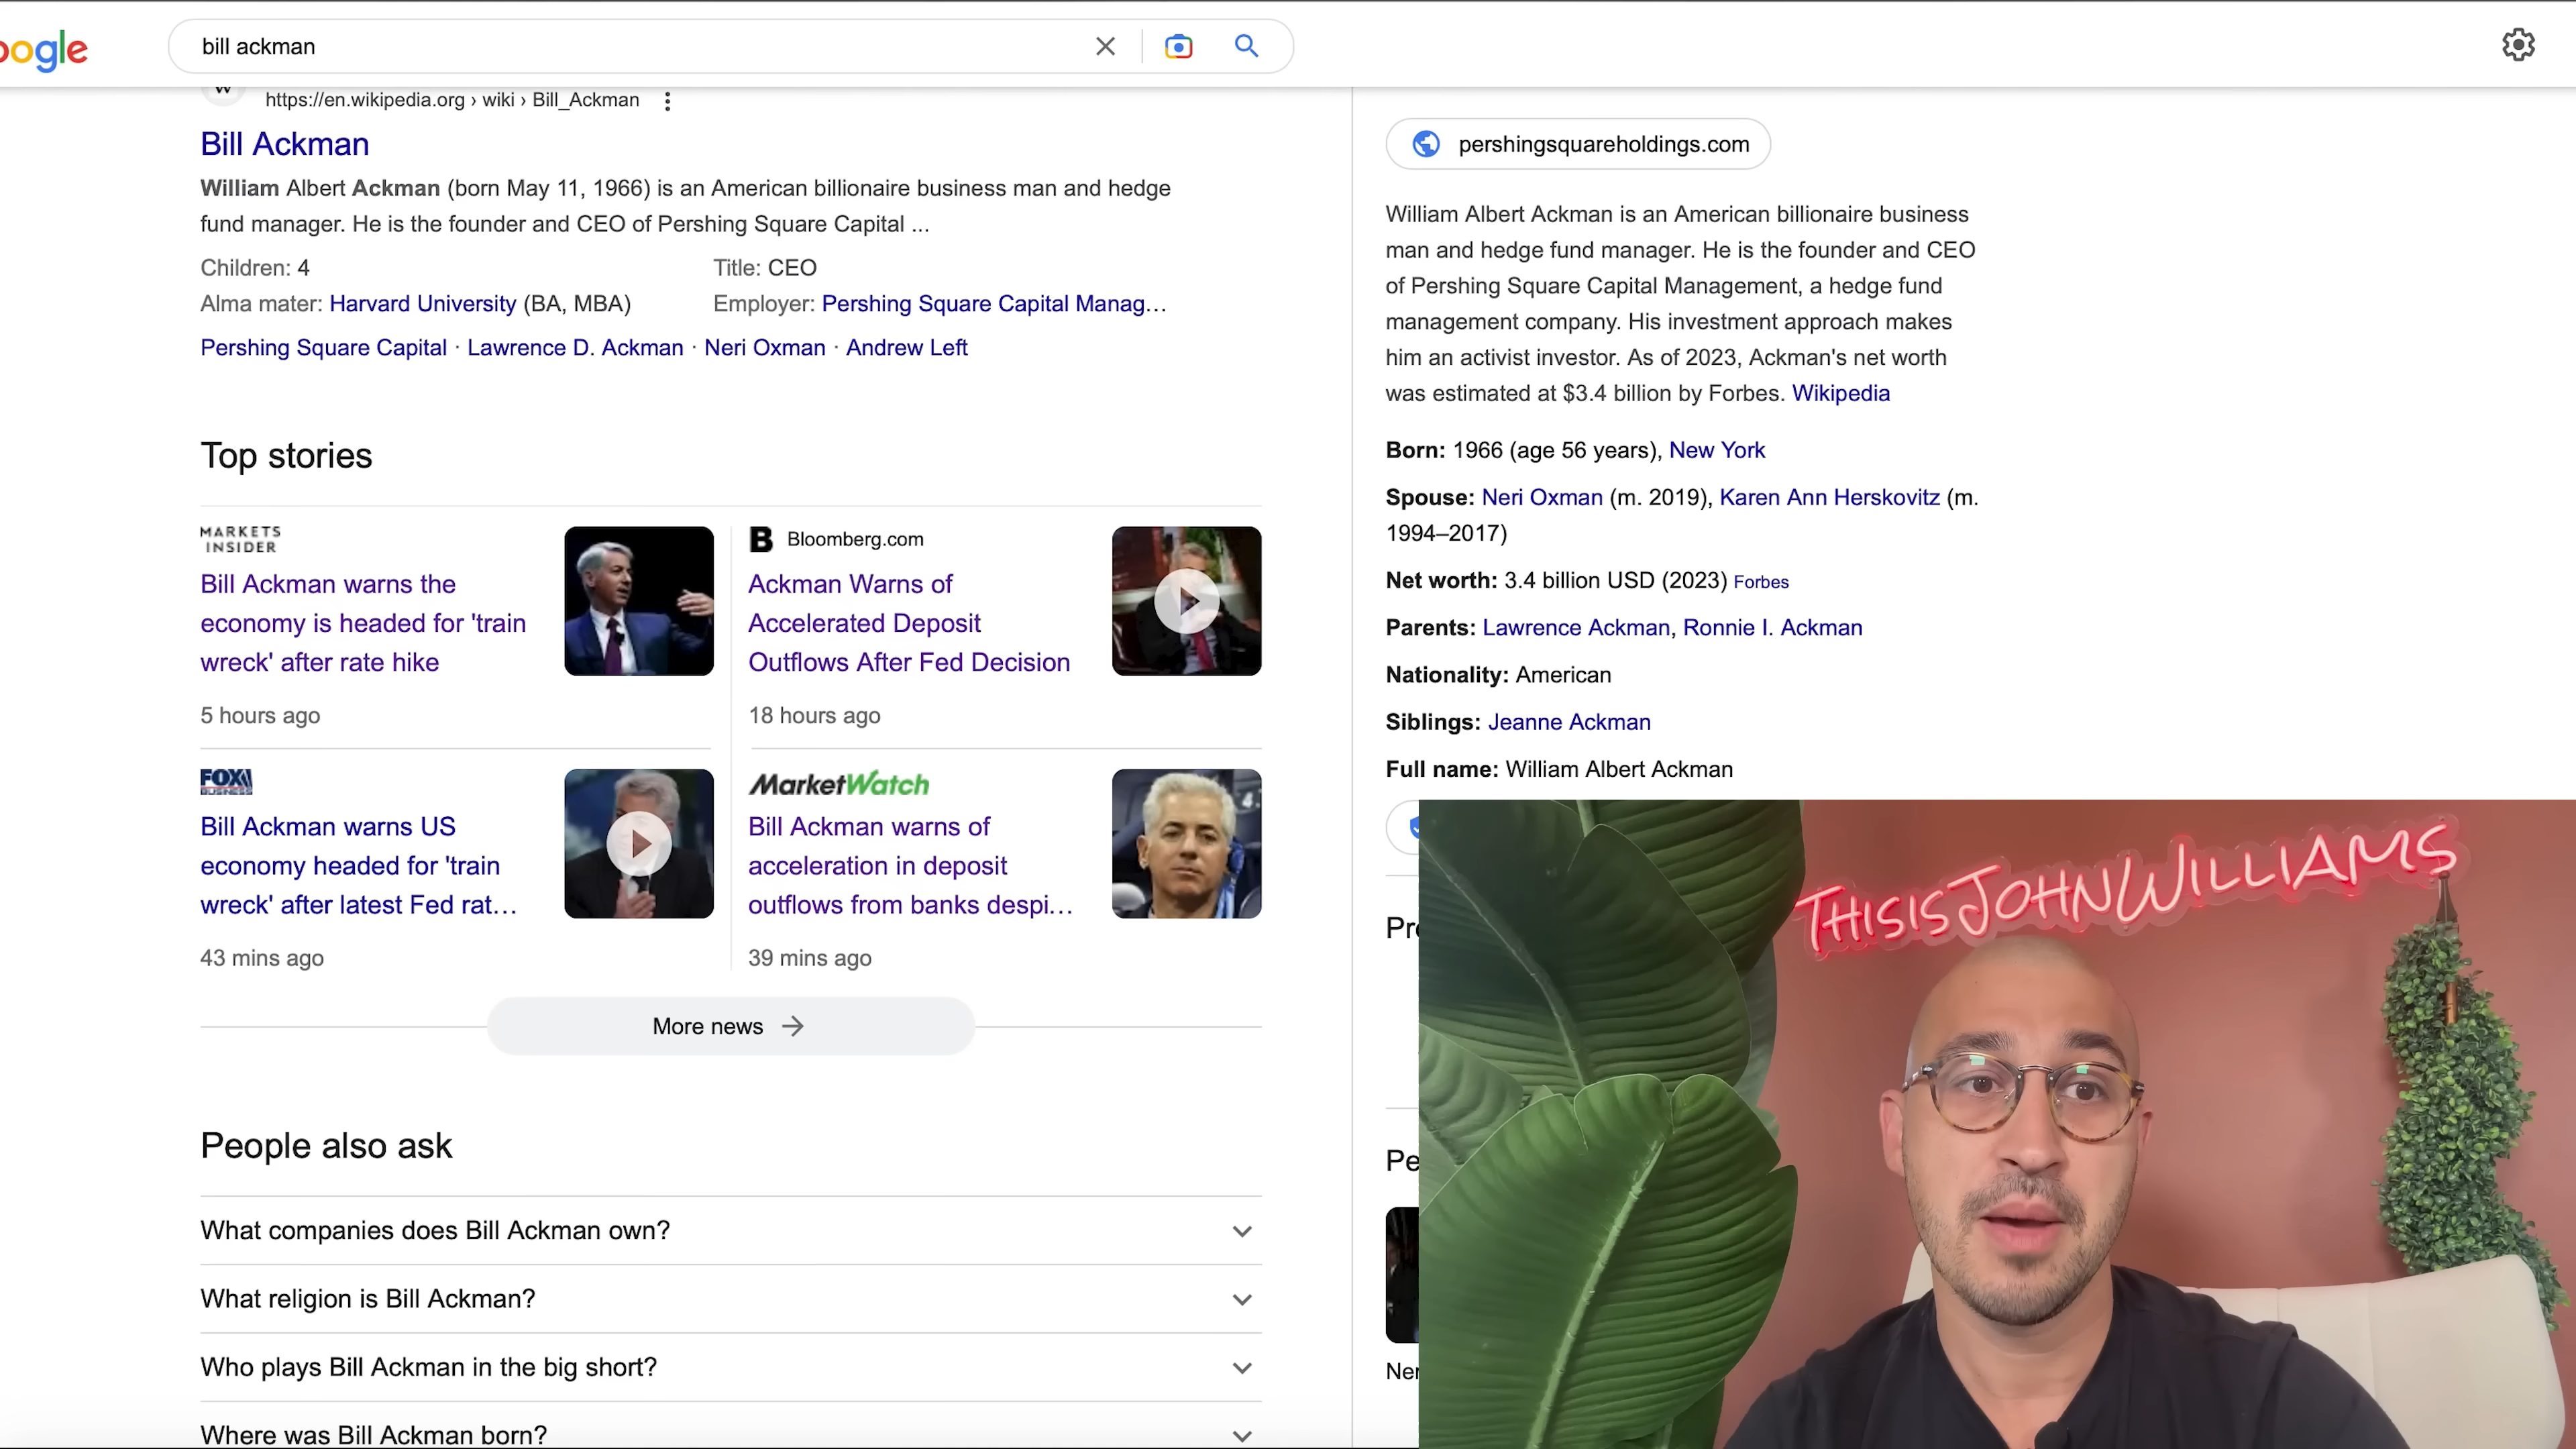 oogle
bill ackman
https://en.wikipedia.org › wiki › Bill_Ackman
Bill Ackman
William Albert Ackman (born May 11, 1966) is an American billionaire business man and hedge
fund manager. He is the founder and CEO of Pershing Square Capital ...
Children: 4
Title: CEO
Alma mater: Harvard University (BA, MBA)
Employer: Pershing Square Capital Manag...
Pershing Square Capital · Lawrence D. Ackman · Neri Oxman · Andrew Left
Top stories
MARKETS
INSIDER
Bill Ackman warns the
economy is headed for 'train
wreck' after rate hike
5 hours ago
B Bloomberg.com
Ackman Warns of
Accelerated Deposit
Outflows After Fed Decision
18 hours ago
FOX
BUSINESS
Bill Ackman warns US
economy headed for 'train
wreck' after latest Fed rat...
43 mins ago
MarketWatch
Bill Ackman warns of
acceleration in deposit
outflows from banks despi...
39 mins ago
More news
People also ask
What companies does Bill Ackman own?
What religion is Bill Ackman?
Who plays Bill Ackman in the big short?
Where was Bill Ackman born?
pershingsquareholdings.com
William Albert Ackman is an American billionaire business
man and hedge fund manager. He is the founder and CEO
of Pershing Square Capital Management, a hedge fund
management company. His investment approach makes
him an activist investor. As of 2023, Ackman's net worth
was estimated at $3.4 billion by Forbes. Wikipedia
Born: 1966 (age 56 years), New York
Spouse: Neri Oxman (m. 2019), Karen Ann Herskovitz (m.
1994–2017)
Net worth: 3.4 billion USD (2023) Forbes
Parents: Lawrence Ackman, Ronnie I. Ackman
Nationality: American
Siblings: Jeanne Ackman
Full name: William Albert Ackman
THISISJOHNWILLIAMS